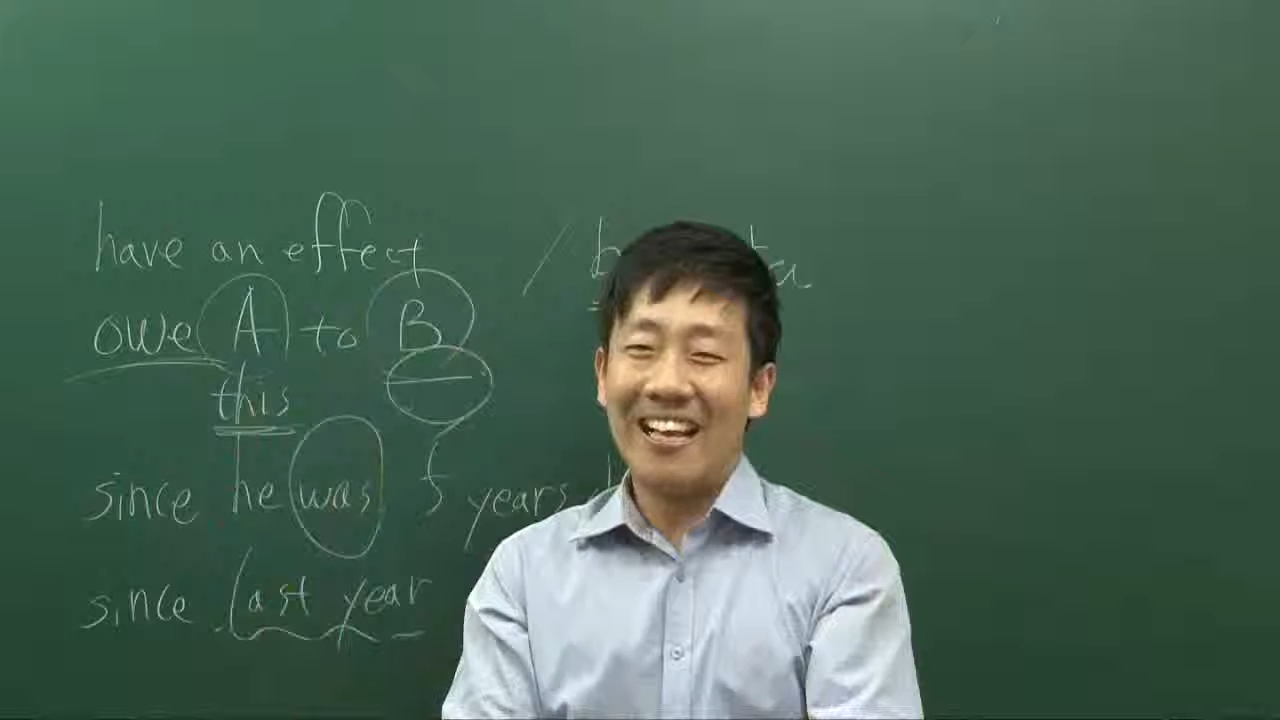 have an effect /
owe A to B
this —
since he was 5 years
since last year